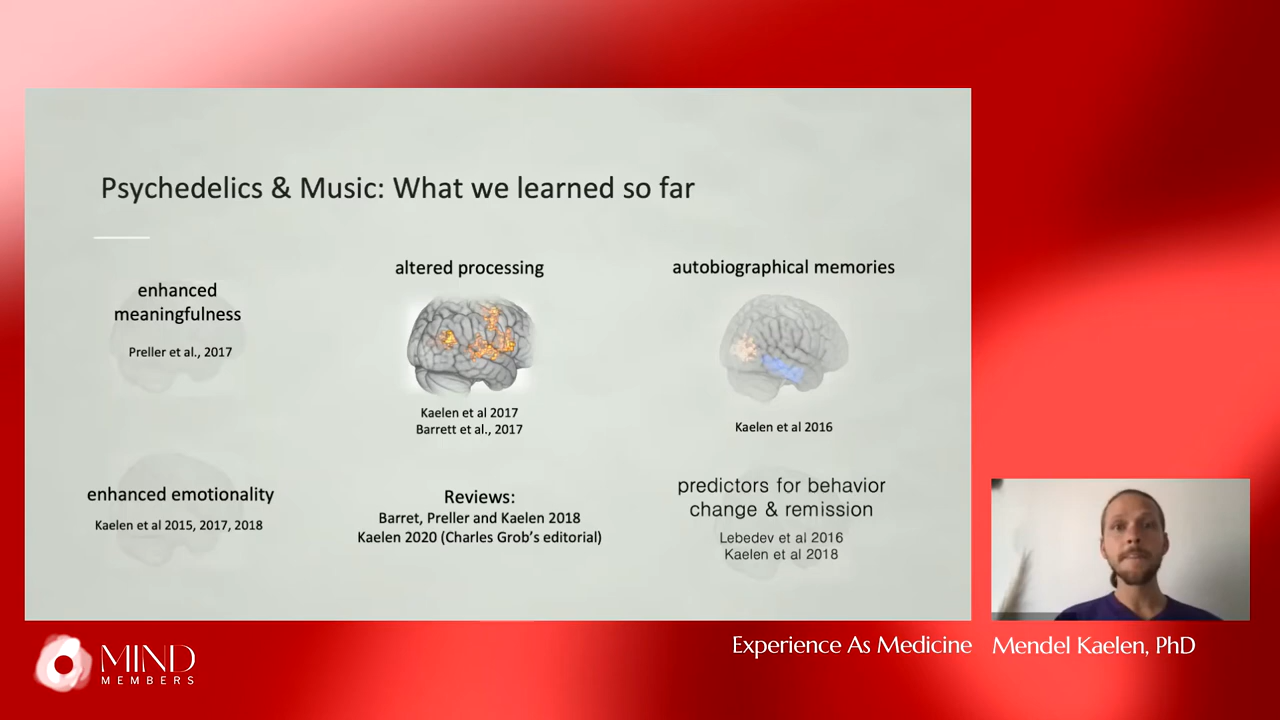 Psychedelics & Music: What we learned so far
enhanced
meaningfulness
Preller et al., 2017
altered processing
Kaelen et al 2017
Barrett et al., 2017
autobiographical memories
Kaelen et al 2016
enhanced emotionality
Kaelen et al 2015, 2017, 2018
Reviews:
Barret, Preller and Kaelen 2018
Kaelen 2020 (Charles Grob's editorial)
predictors for behavior
change & remission
Lebedev et al 2016
Kaelen et al 2018
Experience As Medicine
Mendel Kaelen, PhD
MIND
MEMBERS